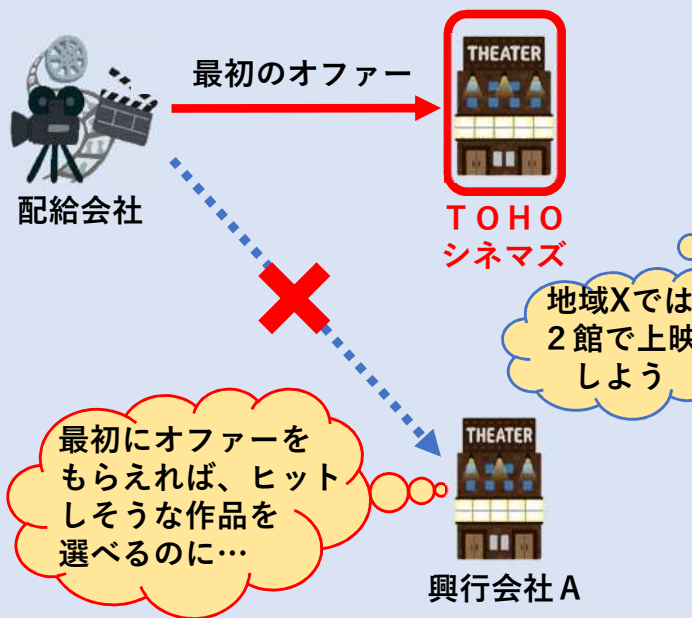 最初のオファー
THEATER
配給会社
ＴＯＨＯ
シネマズ
地域Xでは
２館で上映
しよう
最初にオファーを
もらえれば、ヒット
しそうな作品を
選べるのに…
THEATER
興行会社Ａ